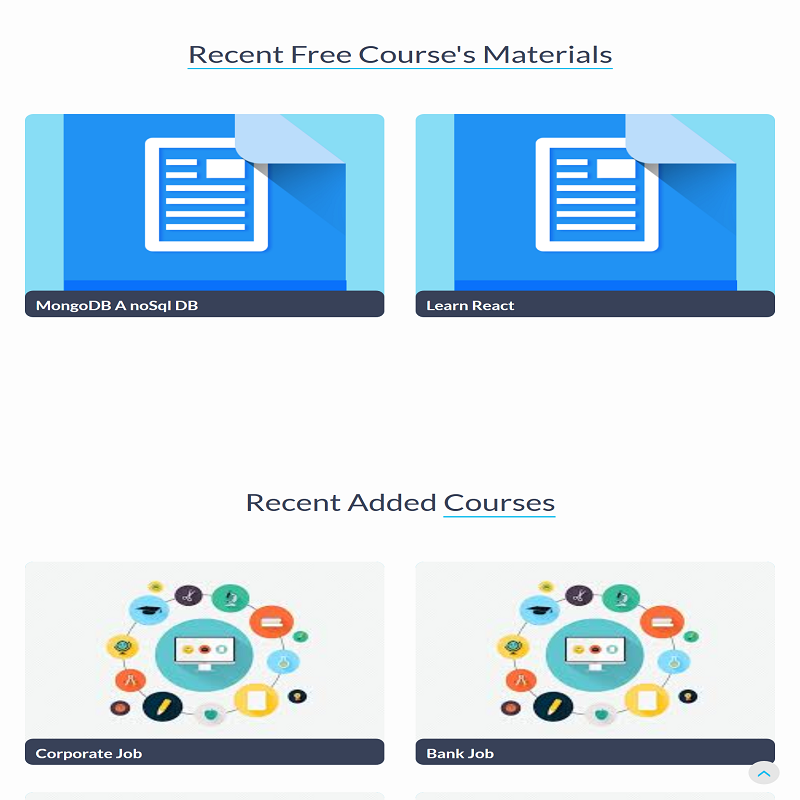 Recent Free Course's Materials
MongoDB A noSql DB
Learn React
Recent Added Courses
Corporate Job
Bank Job